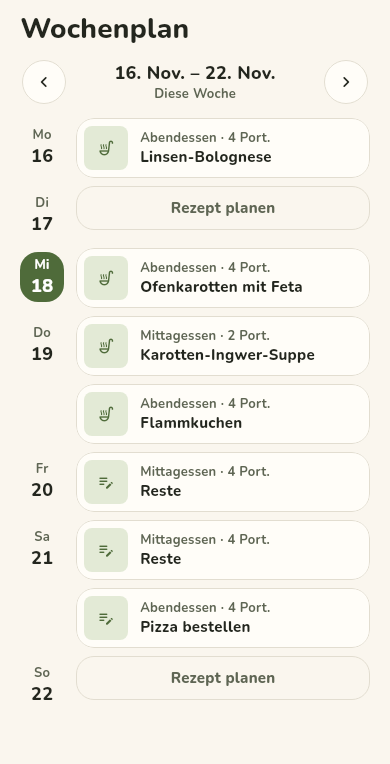 Wochenplan
16. Nov. – 22. Nov.
Diese Woche
Mo
16
Abendessen · 4 Port.
Linsen-Bolognese
Di
17
Rezept planen
Mi
18
Abendessen · 4 Port.
Ofenkarotten mit Feta
Do
19
Mittagessen · 2 Port.
Karotten-Ingwer-Suppe
Abendessen · 4 Port.
Flammkuchen
Fr
20
Mittagessen · 4 Port.
Reste
Sa
21
Mittagessen · 4 Port.
Reste
Abendessen · 4 Port.
Pizza bestellen
So
22
Rezept planen